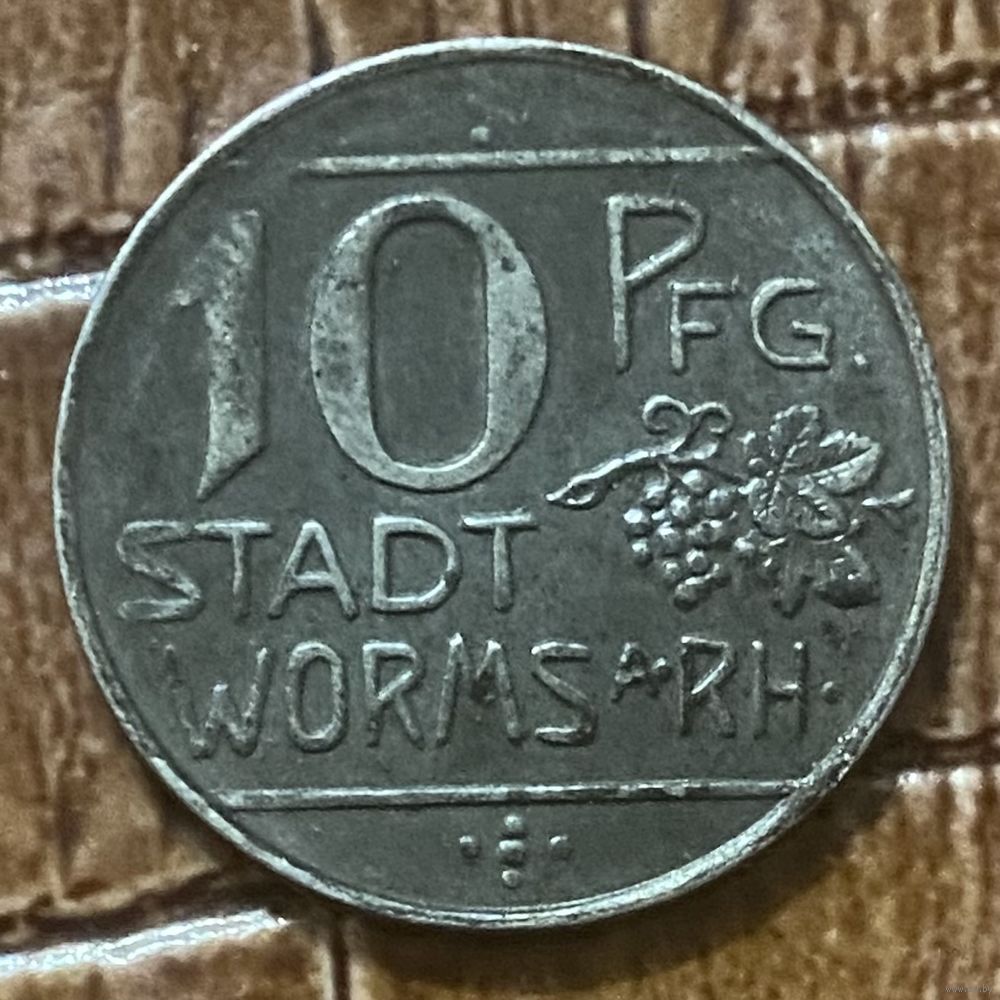 10 PFG.
STADT
WORMS A·RH·